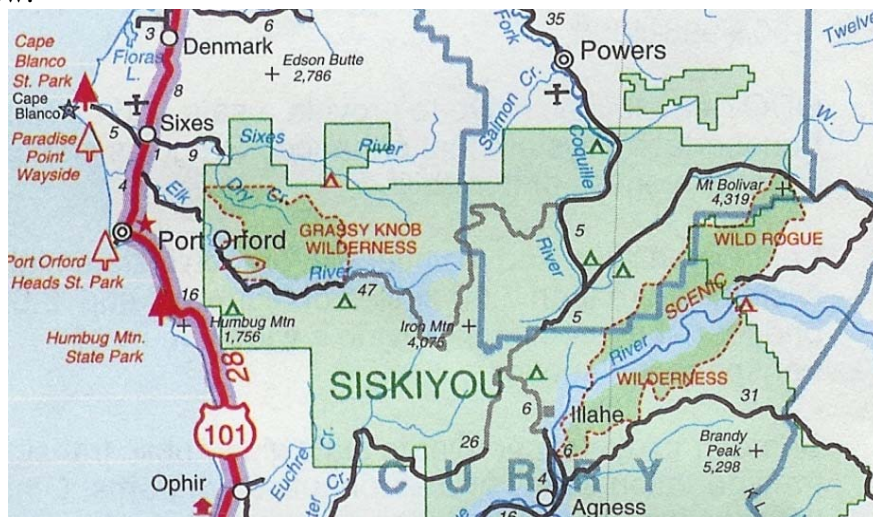 35
3
Denmark
6
Fork
Powers
Twelve
Cape
Blanco
St. Park
Floras
L.
Edson Butte
2,786
River
Salmon Cr.
8
Cape
Blanco
Sixes
Sixes
River
Coquille
W.
Paradise
Point
Wayside
5
1
9
4
Elk
Dry Cr.
Mt Bolivar
4,319
GRASSY KNOB
WILDERNESS
5
River
WILD ROGUE
Port Orford
Port Orford
Heads St. Park
River
47
SCENIC
16
Humbug Mtn
1,756
Iron Mtn
4,075
5
Humbug Mtn.
State Park
River
28
SISKIYOU
WILDERNESS
101
6
Illahe
31
26
6
Brandy
Peak
5,298
Euchre Cr.
CURRY
Ophir
Cr.
4
Agness
16